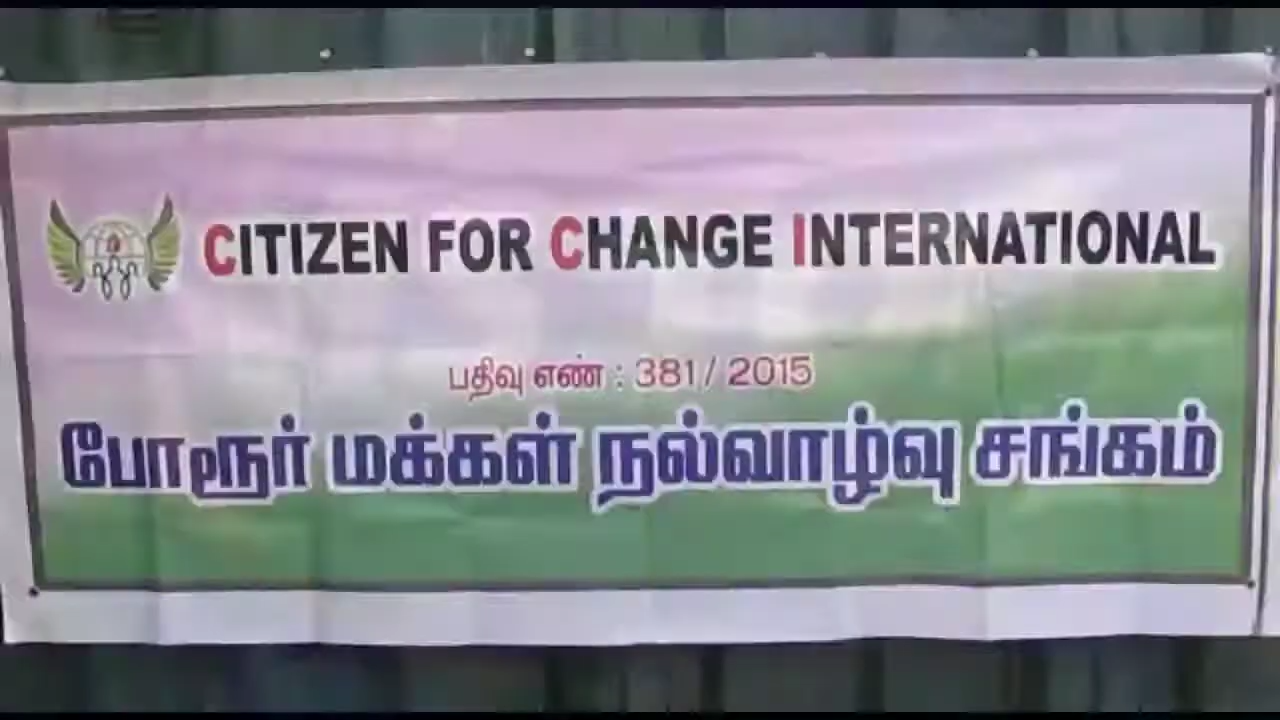 CITIZEN FOR CHANGE INTERNATIONAL
பதிவு எண் : 381 / 2015
போரூர் மக்கள் நல்வாழ்வு சங்கம்